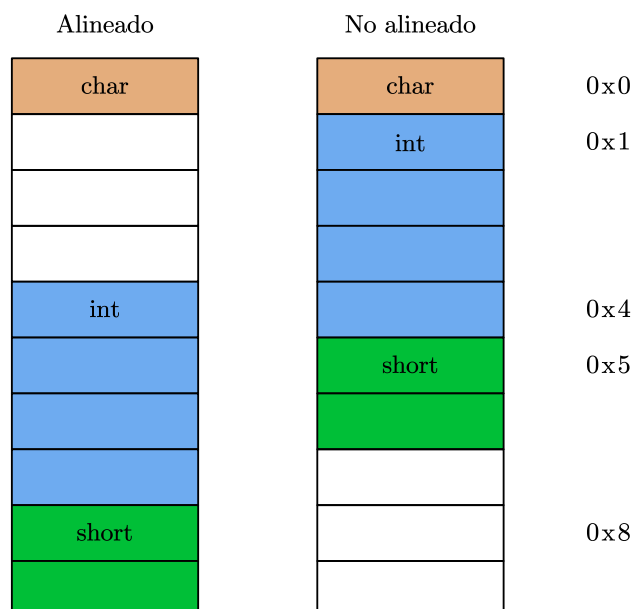 Alineado No alineado
char char 0x0
int 0x1
int 0x4
short 0x5
short 0x8